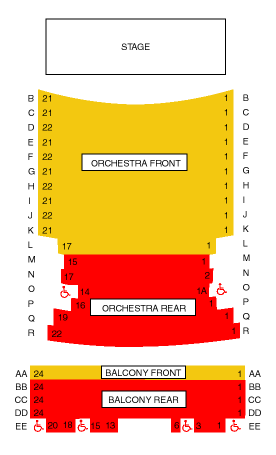 STAGE
B 21 1 B
C 21 1 C
D 22 1 D
E 21 1 E
F 22 1 F
ORCHESTRA FRONT
G 21 1 G
H 22 1 H
I 21 1 I
J 22 1 J
K 21 1 K
L 17 1 L
M 15 1 M
N 17 2 N
O 14 1A O
P 16 1 P
ORCHESTRA REAR
Q 19 1 Q
R 22 1 R
AA 24 BALCONY FRONT 1 AA
BB 24 1 BB
CC 24 BALCONY REAR 1 CC
DD 24 1 DD
EE 20 18 15 13 6 3 1 EE